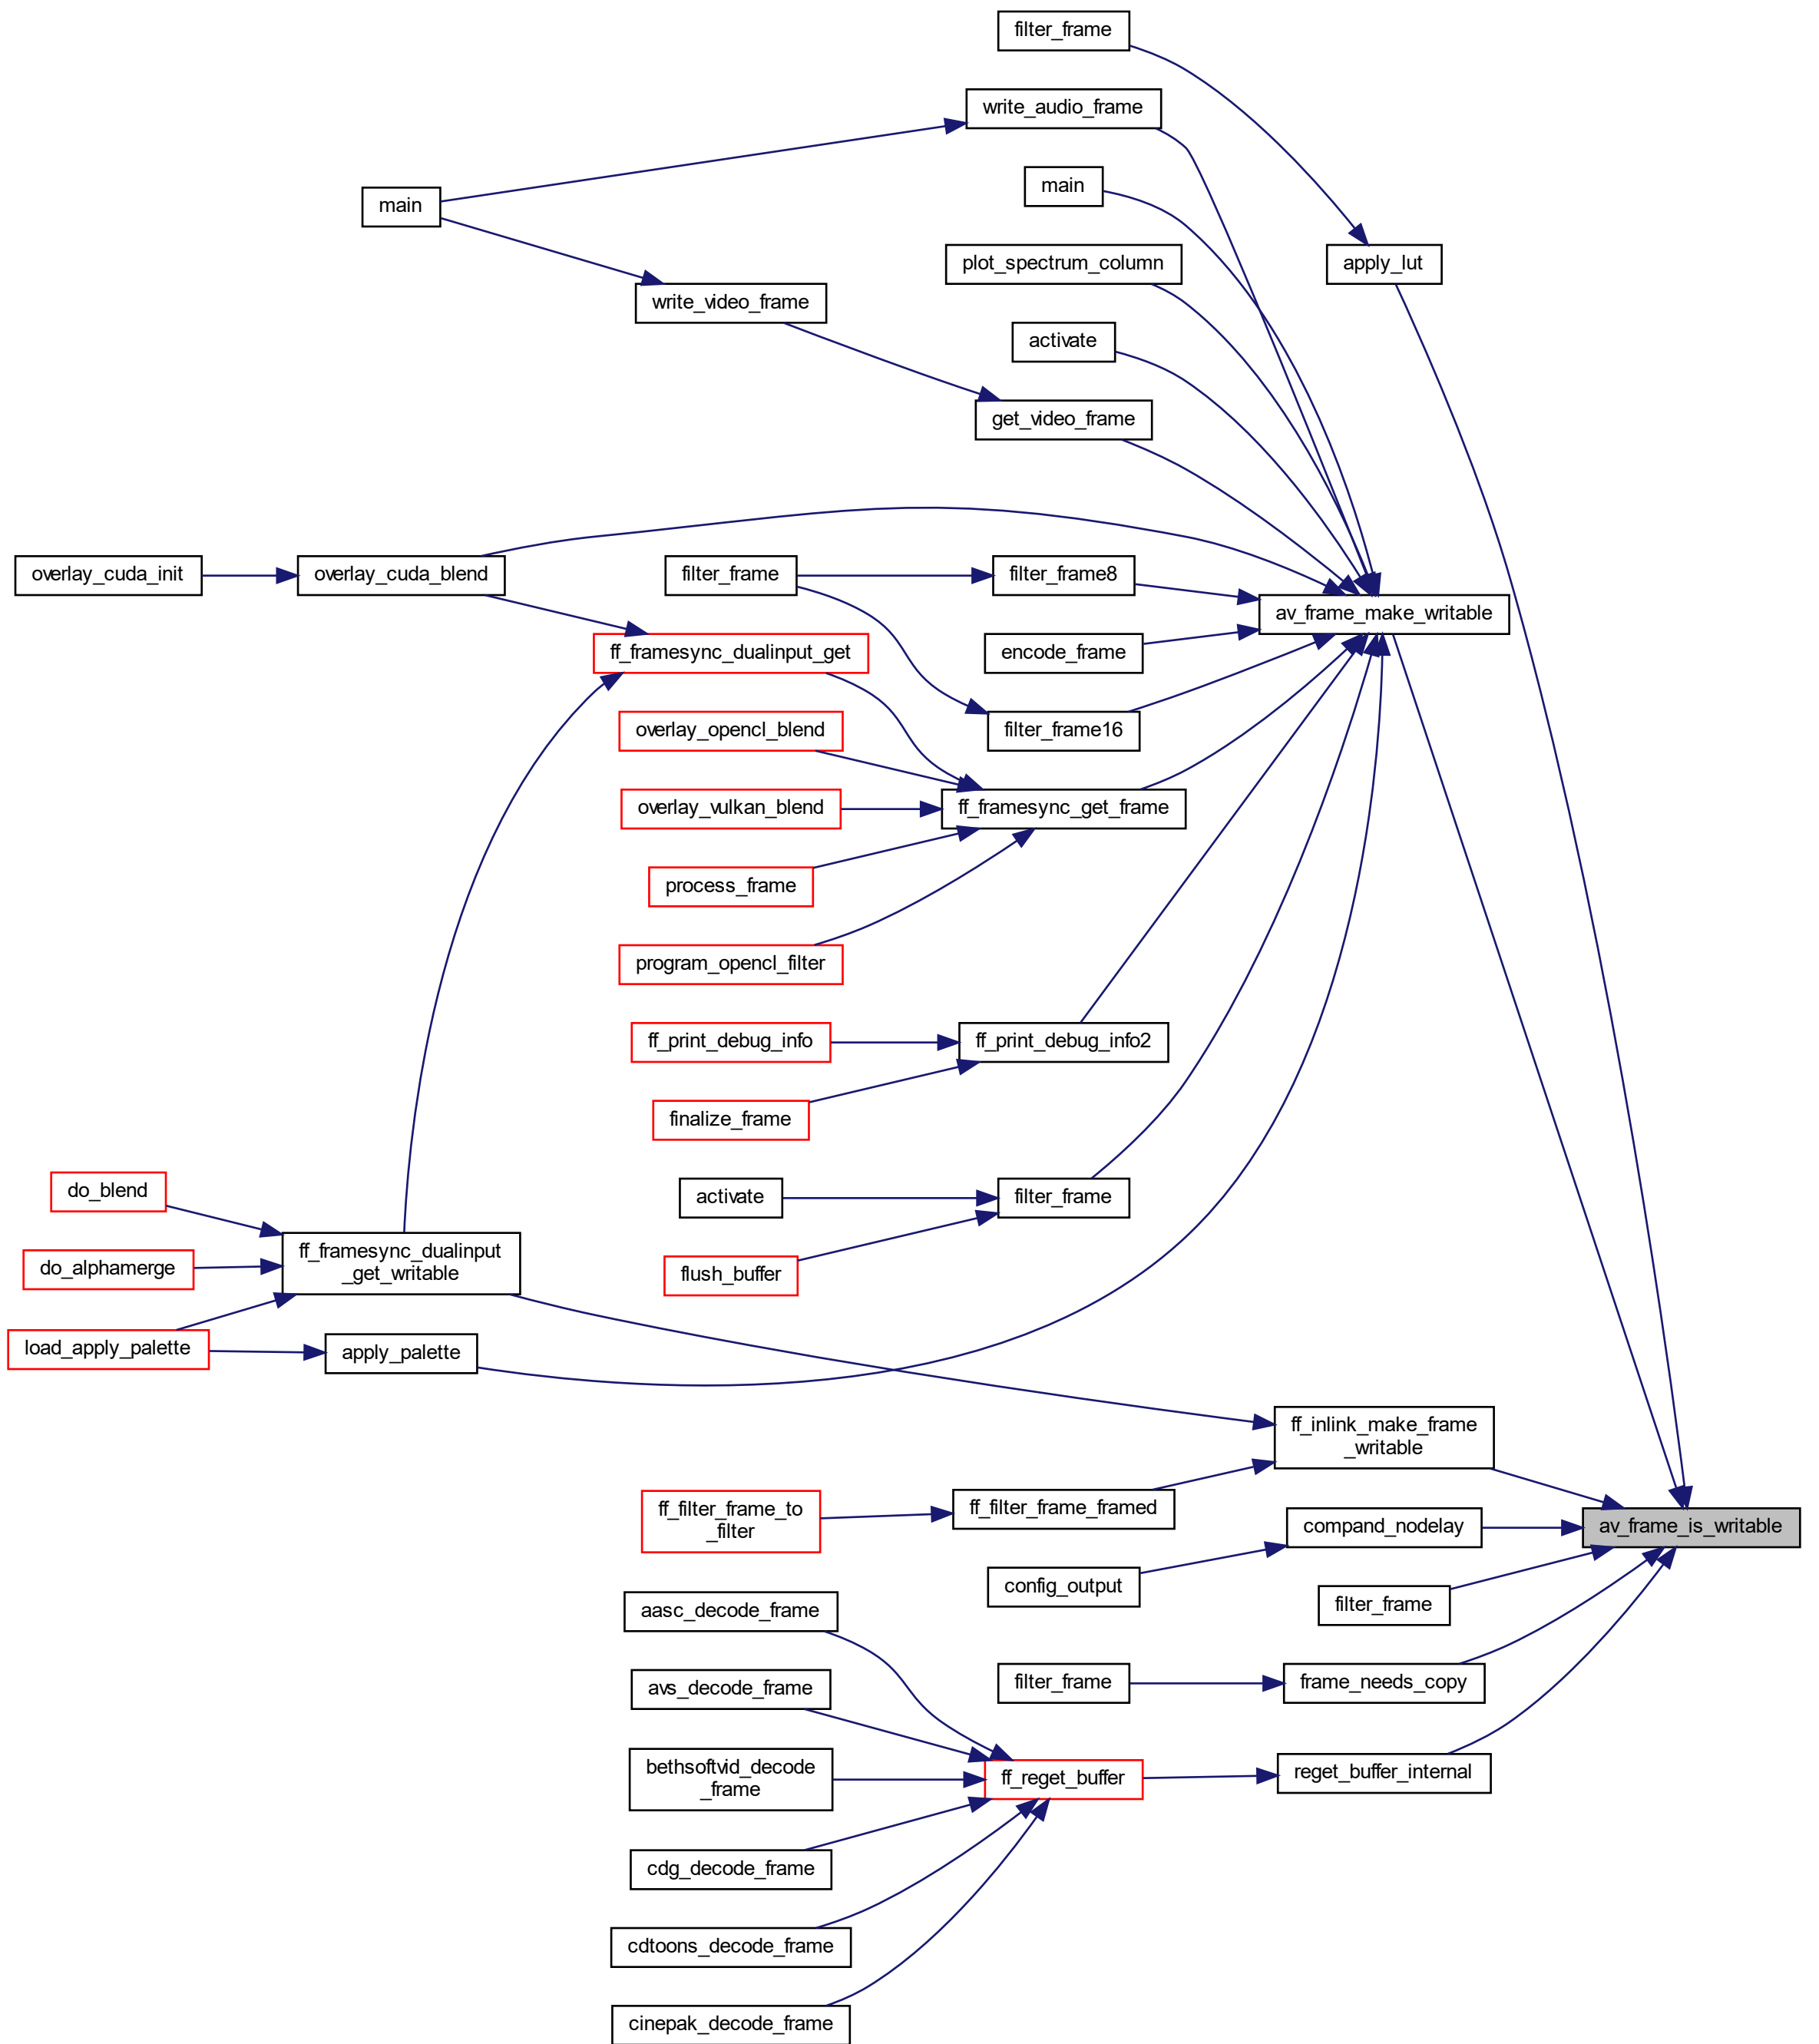 filter_frame
write_audio_frame
main
main
plot_spectrum_column
apply_lut
write_video_frame
activate
get_video_frame
overlay_cuda_init
overlay_cuda_blend
filter_frame
filter_frame8
av_frame_make_writable
ff_framesync_dualinput_get
encode_frame
overlay_opencl_blend
filter_frame16
overlay_vulkan_blend
ff_framesync_get_frame
process_frame
program_opencl_filter
ff_print_debug_info
ff_print_debug_info2
finalize_frame
do_blend
activate
filter_frame
ff_framesync_dualinput
_get_writable
do_alphamerge
flush_buffer
load_apply_palette
apply_palette
ff_inlink_make_frame
_writable
ff_filter_frame_to
_filter
ff_filter_frame_framed
compand_nodelay
av_frame_is_writable
config_output
aasc_decode_frame
filter_frame
avs_decode_frame
filter_frame
frame_needs_copy
bethsoftvid_decode
_frame
ff_reget_buffer
reget_buffer_internal
cdg_decode_frame
cdtoons_decode_frame
cinepak_decode_frame